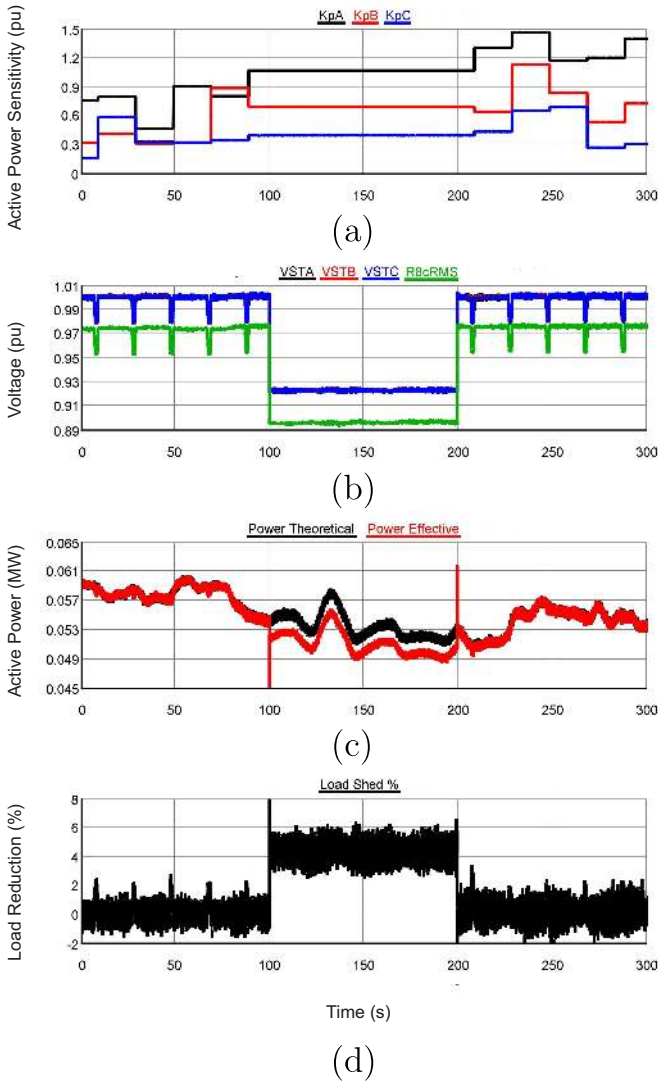 KpA KpB KpC
Active Power Sensitivity (pu)
1.5
1.2
0.9
0.6
0.3
0
0 50 100 150 200 250 300
(a)
VSTA VSTB VSTC R8cRMS
Voltage (pu)
1.01
0.99
0.97
0.95
0.93
0.91
0.89
0 50 100 150 200 250 300
(b)
Power Theoretical Power Effective
Active Power (MW)
0.065
0.061
0.057
0.053
0.049
0.045
0 50 100 150 200 250 300
(c)
Load Shed %
Load Reduction (%)
8
6
4
2
0
-2
0 50 100 150 200 250 300
Time (s)
(d)